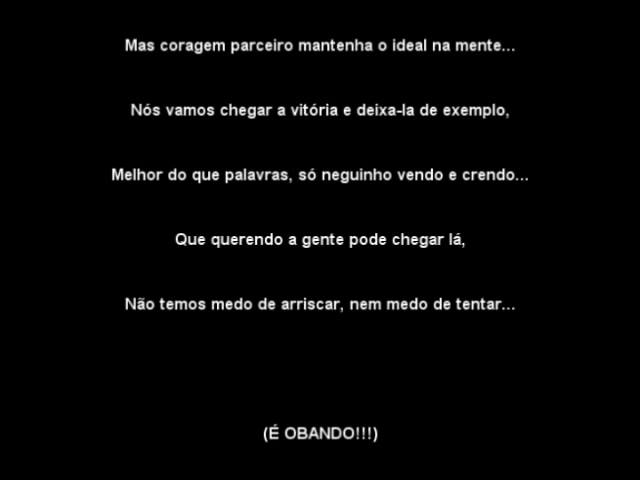 Mas coragem parceiro mantenha o ideal na mente...
Nós vamos chegar a vitória e deixa-la de exemplo,
Melhor do que palavras, só neguinho vendo e crendo...
Que querendo a gente pode chegar lá,
Não temos medo de arriscar, nem medo de tentar...
(É OBANDO!!!)